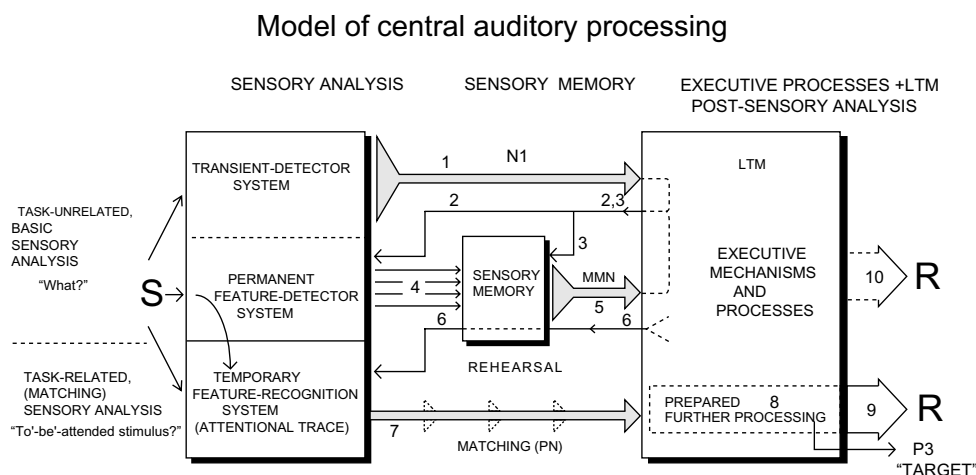 Model of central auditory processing
SENSORY ANALYSIS
SENSORY MEMORY
EXECUTIVE PROCESSES +LTM
POST-SENSORY ANALYSIS
TASK-UNRELATED,
BASIC
SENSORY
ANALYSIS
"What?"
S
TASK-RELATED,
(MATCHING)
SENSORY ANALYSIS
"To'-be'-attended stimulus?"
TRANSIENT-DETECTOR
SYSTEM
PERMANENT
FEATURE-DETECTOR
SYSTEM
TEMPORARY
FEATURE-RECOGNITION
SYSTEM
(ATTENTIONAL TRACE)
1
N1
2
2,3
3
4
SENSORY
MEMORY
MMN
5
6
6
REHEARSAL
7
MATCHING (PN)
LTM
EXECUTIVE
MECHANISMS
AND
PROCESSES
PREPARED
8
FURTHER PROCESSING
10
R
9
R
P3
"TARGET"